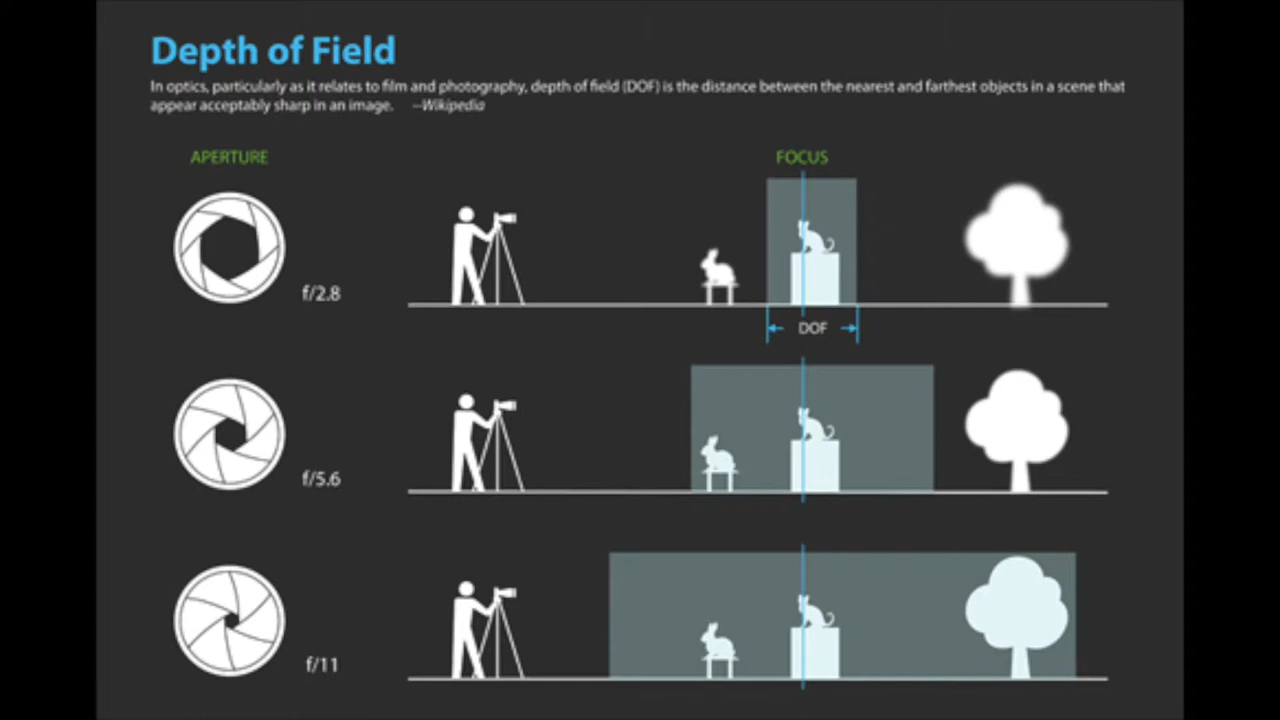 Depth of Field
In optics, particularly as it relates to film and photography, depth of field (DOF) is the distance between the nearest and farthest objects in a scene that
appear acceptably sharp in an image. --Wikipedia
APERTURE
FOCUS
f/2.8
DOF
f/5.6
f/11